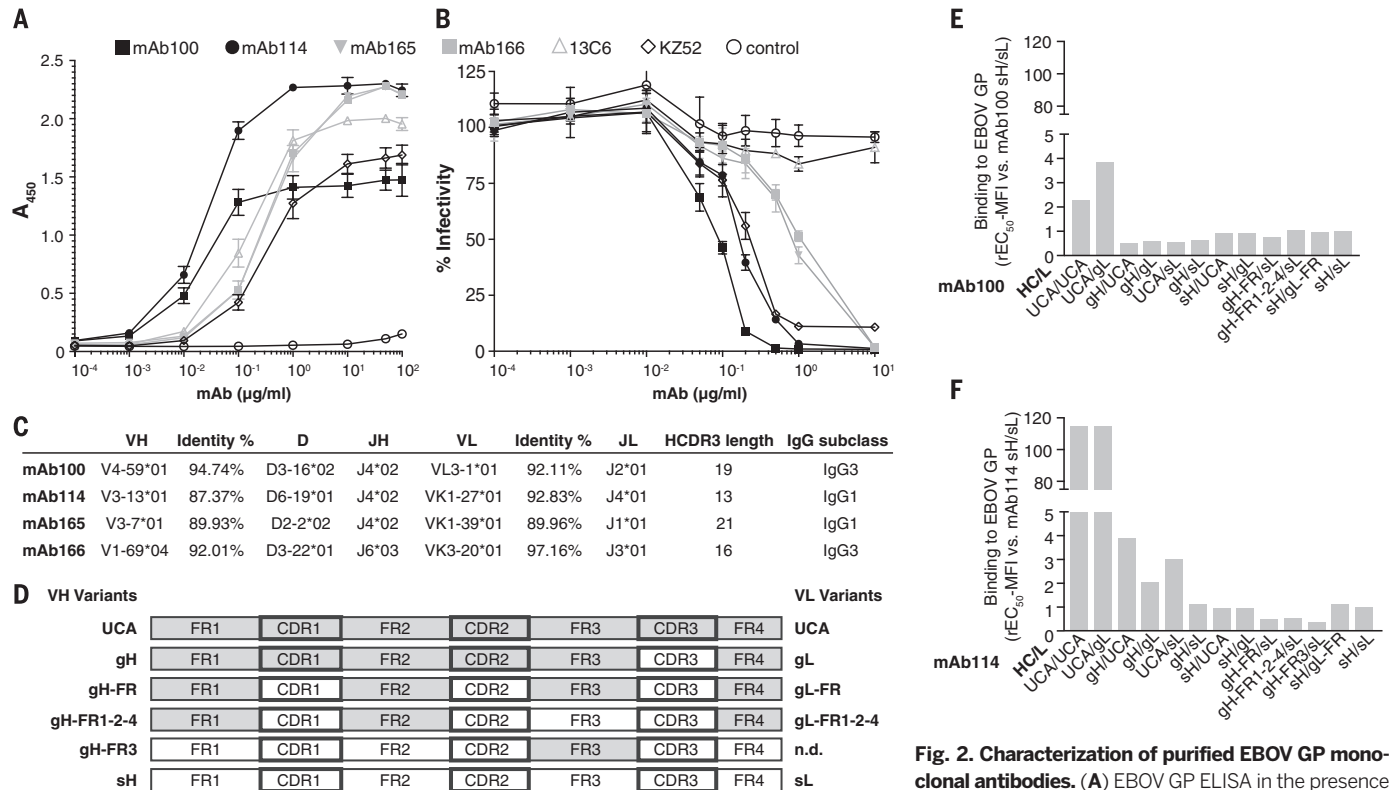 A
B
E
mAb100 mAb114 mAb165 mAb166 13C6 KZ52 control
2.5
2.0
1.5
1.0
0.5
0
A450
10-4 10-3 10-2 10-1 100 101 102
mAb (µg/ml)
125
100
75
50
25
0
% Infectivity
10-4 10-3 10-2 10-1 100 101
mAb (µg/ml)
Binding to EBOV GP
(rEC50-MFI vs. mAb100 sH/sL)
120
100
80
5
4
3
2
1
0
mAb100
HC/L UCA/UCA UCA/gL gH/UCA gH/gL UCA/sL gH/sL sH/UCA sH/gL gH-FR/sL gH-FR1-2-4/sL sH/gL-FR sH/sL
C
VH Identity % D JH VL Identity % JL HCDR3 length IgG subclass
mAb100 V4-59*01 94.74% D3-16*02 J4*02 VL3-1*01 92.11% J2*01 19 IgG3
mAb114 V3-13*01 87.37% D6-19*01 J4*02 VK1-27*01 92.83% J4*01 13 IgG1
mAb165 V3-7*01 89.93% D2-2*02 J4*02 VK1-39*01 89.96% J1*01 21 IgG1
mAb166 V1-69*04 92.01% D3-22*01 J6*03 VK3-20*01 97.16% J3*01 16 IgG3
D VH Variants VL Variants
UCA FR1 CDR1 FR2 CDR2 FR3 CDR3 FR4 UCA
gH FR1 CDR1 FR2 CDR2 FR3 CDR3 FR4 gL
gH-FR FR1 CDR1 FR2 CDR2 FR3 CDR3 FR4 gL-FR
gH-FR1-2-4 FR1 CDR1 FR2 CDR2 FR3 CDR3 FR4 gL-FR1-2-4
gH-FR3 FR1 CDR1 FR2 CDR2 FR3 CDR3 FR4 n.d.
sH FR1 CDR1 FR2 CDR2 FR3 CDR3 FR4 sL
F
Binding to EBOV GP
(rEC50-MFI vs. mAb114 sH/sL)
120
100
80
5
4
3
2
1
0
mAb114
HC/L UCA/UCA UCA/gL gH/UCA gH/gL UCA/sL gH/sL sH/UCA sH/gL gH-FR/sL gH-FR1-2-4/sL gH-FR3/sL sH/gL-FR sH/sL
Fig. 2. Characterization of purified EBOV GP mono-
clonal antibodies. (A) EBOV GP ELISA in the presence